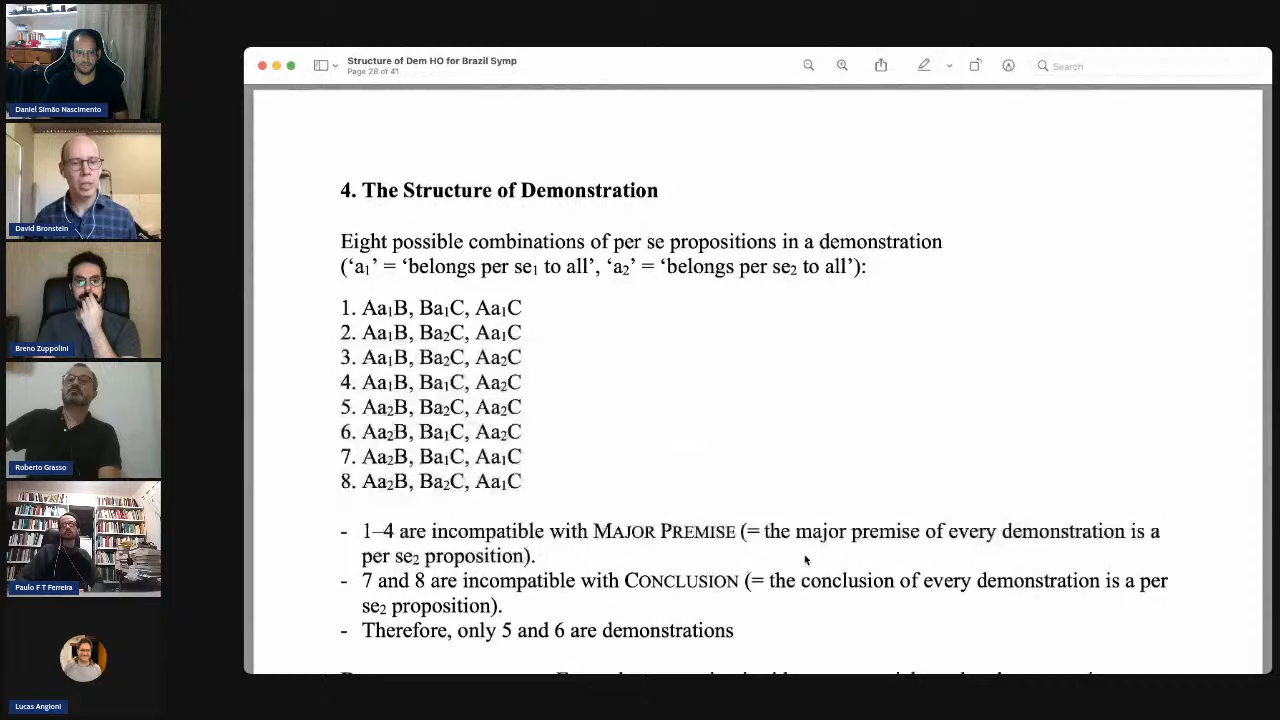 Daniel Simão Nascimento
David Bronstein
Breno Zuppolini
Roberto Grasso
Paulo F T Ferreira
Lucas Angioni
Structure of Dem HO for Brazil Symp
Page 28 of 41
Search
4. The Structure of Demonstration
Eight possible combinations of per se propositions in a demonstration
(‘a₁’ = ‘belongs per se₁ to all’, ‘a₂’ = ‘belongs per se₂ to all’):
1. Aa₁B, Ba₁C, Aa₁C
2. Aa₁B, Ba₂C, Aa₁C
3. Aa₁B, Ba₂C, Aa₂C
4. Aa₁B, Ba₁C, Aa₂C
5. Aa₂B, Ba₂C, Aa₂C
6. Aa₂B, Ba₁C, Aa₂C
7. Aa₂B, Ba₁C, Aa₁C
8. Aa₂B, Ba₂C, Aa₁C
- 1–4 are incompatible with MAJOR PREMISE (= the major premise of every demonstration is a
per se₂ proposition).
- 7 and 8 are incompatible with CONCLUSION (= the conclusion of every demonstration is a per
se₂ proposition).
- Therefore, only 5 and 6 are demonstrations